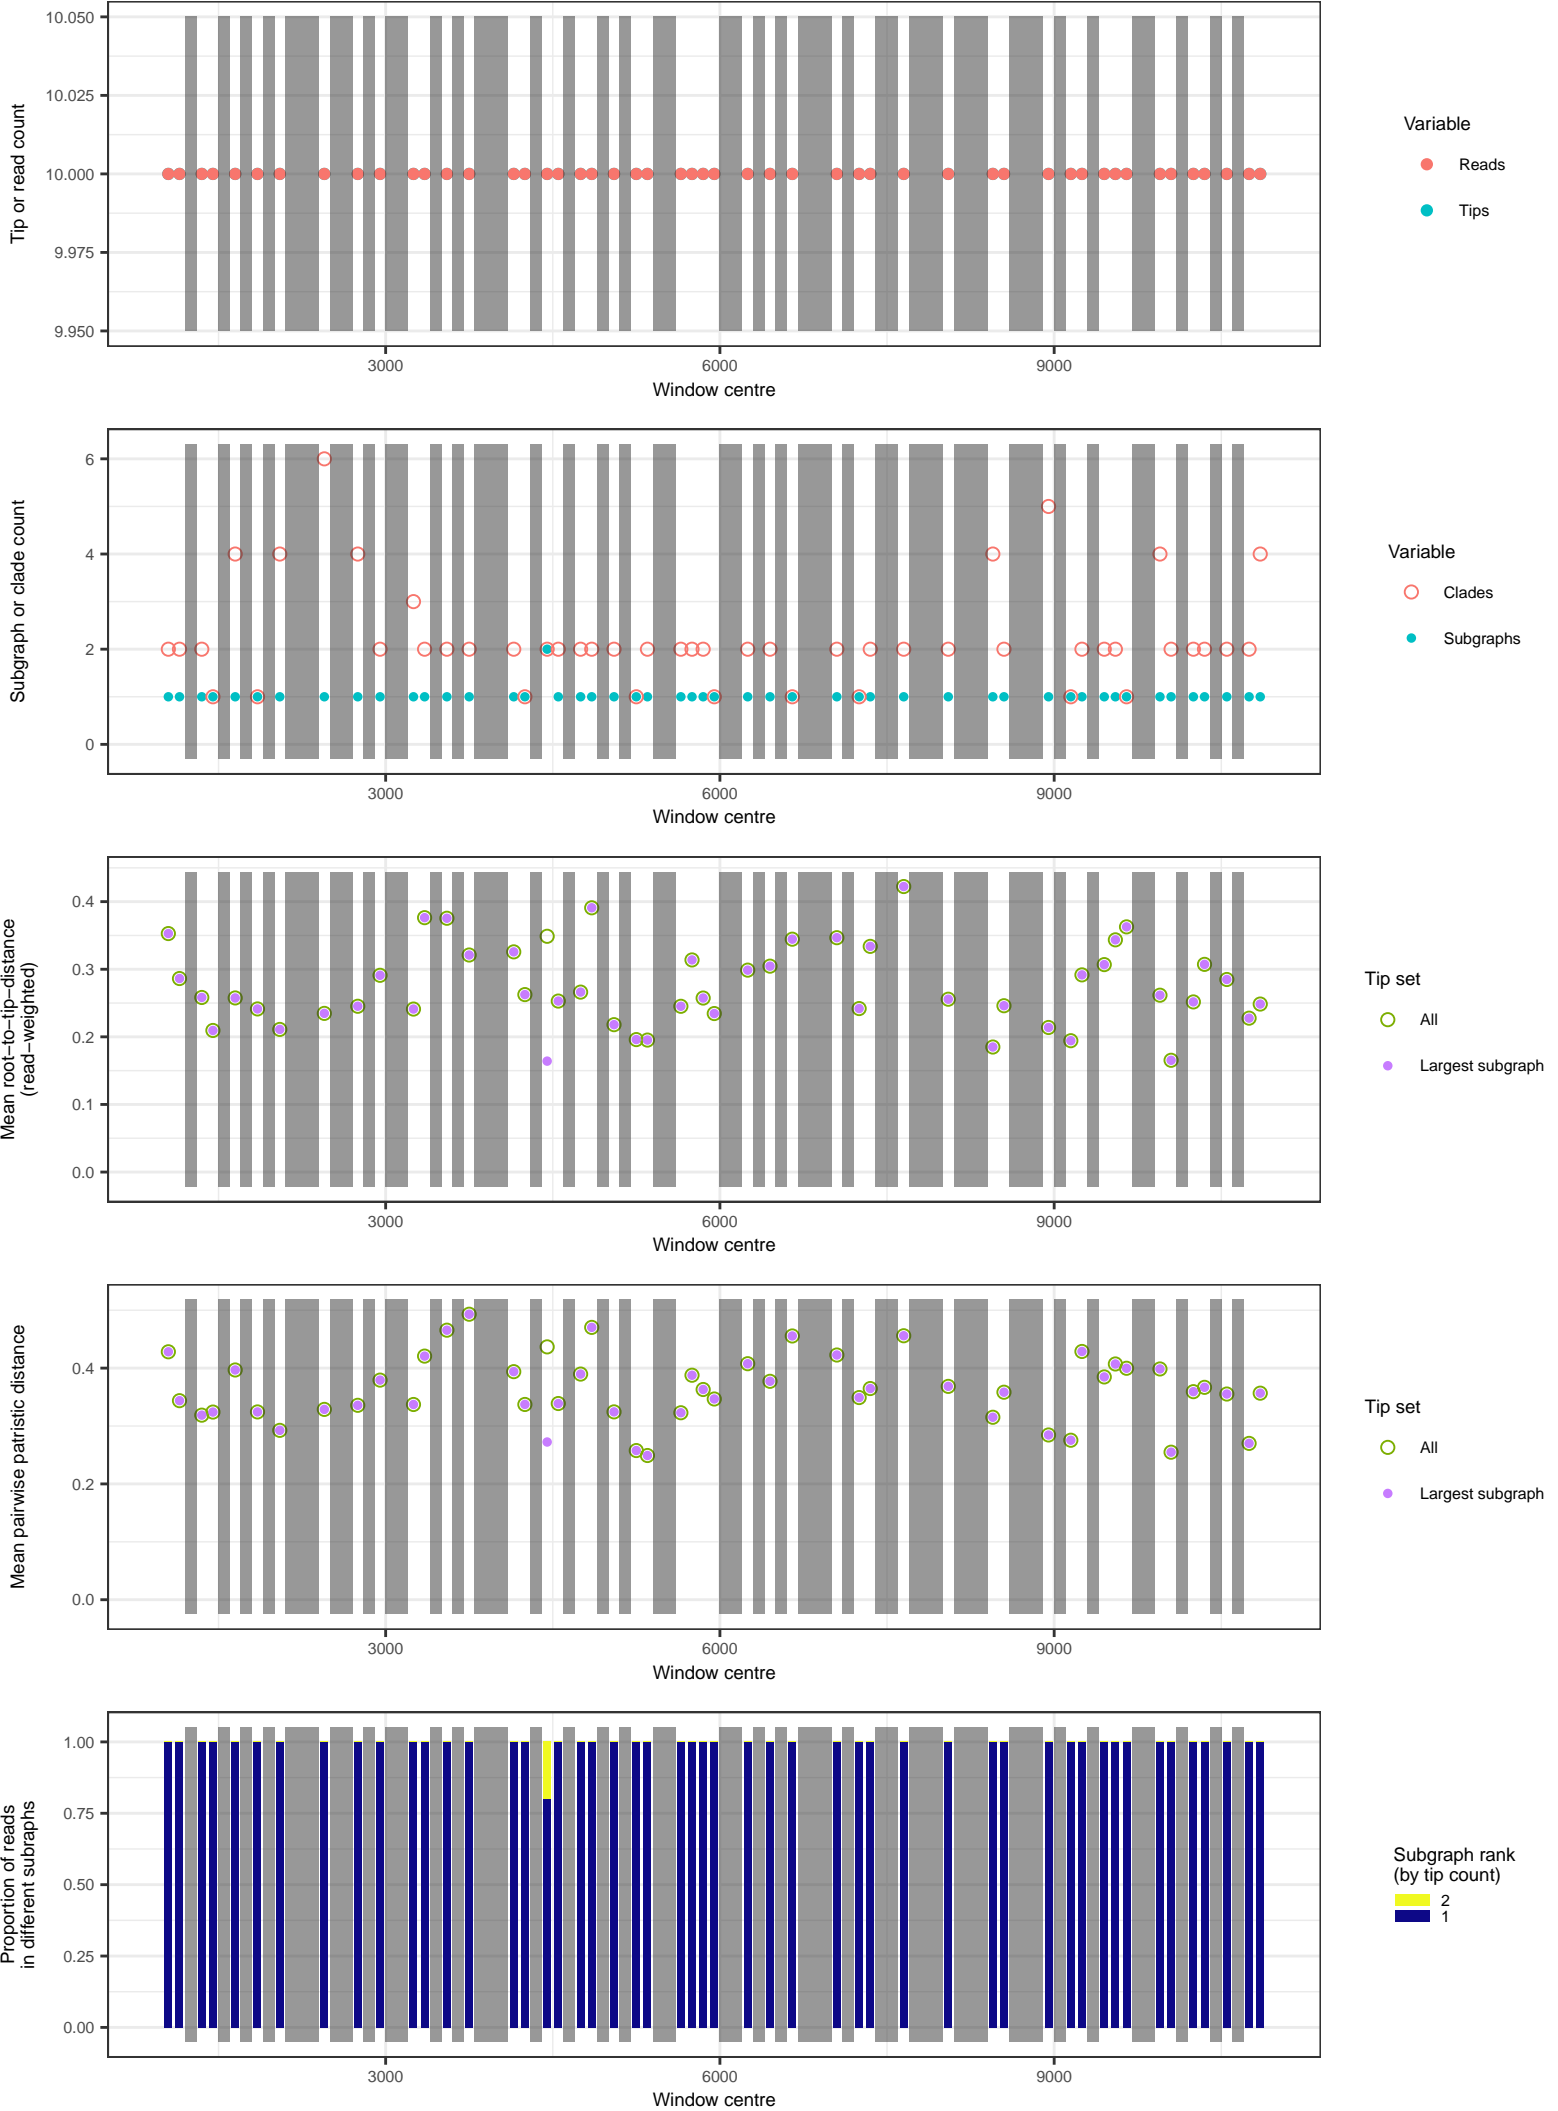 10.050
10.025
10.000
9.975
9.950
Tip or read count
3000
6000
9000
Window centre
Variable
Reads
Tips
6
4
2
0
Subgraph or clade count
3000
6000
9000
Window centre
Variable
Clades
Subgraphs
0.4
0.3
0.2
0.1
0.0
Mean root−to−tip−distance
(read−weighted)
3000
6000
9000
Window centre
Tip set
All
Largest subgraph
0.4
0.2
0.0
Mean pairwise patristic distance
3000
6000
9000
Window centre
Tip set
All
Largest subgraph
1.00
0.75
0.50
0.25
0.00
Proportion of reads
in different subraphs
3000
6000
9000
Window centre
Subgraph rank
(by tip count)
2
1